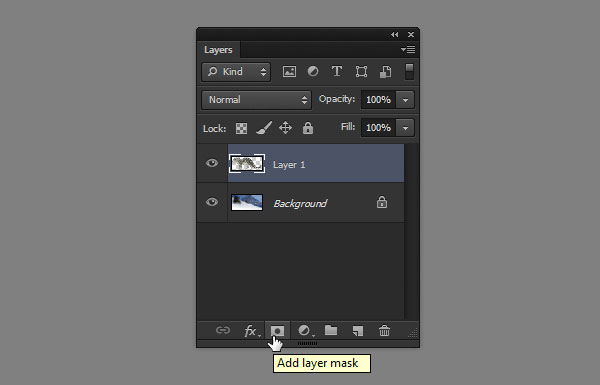 Layers
Kind
Normal Opacity: 100%
Lock: Fill: 100%
Layer 1
Background
fx
Add layer mask